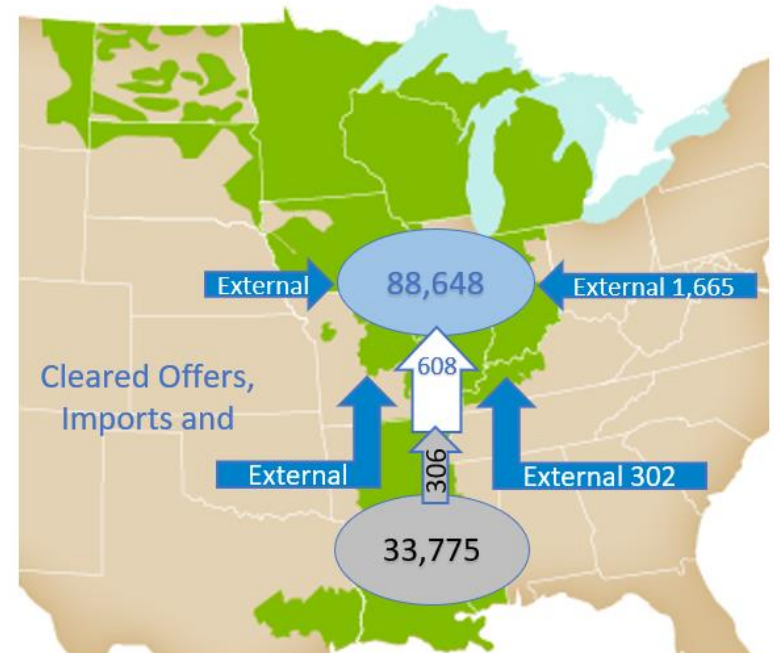 External
88,648
External 1,665
608
Cleared Offers,
Imports and
306
External
External 302
33,775